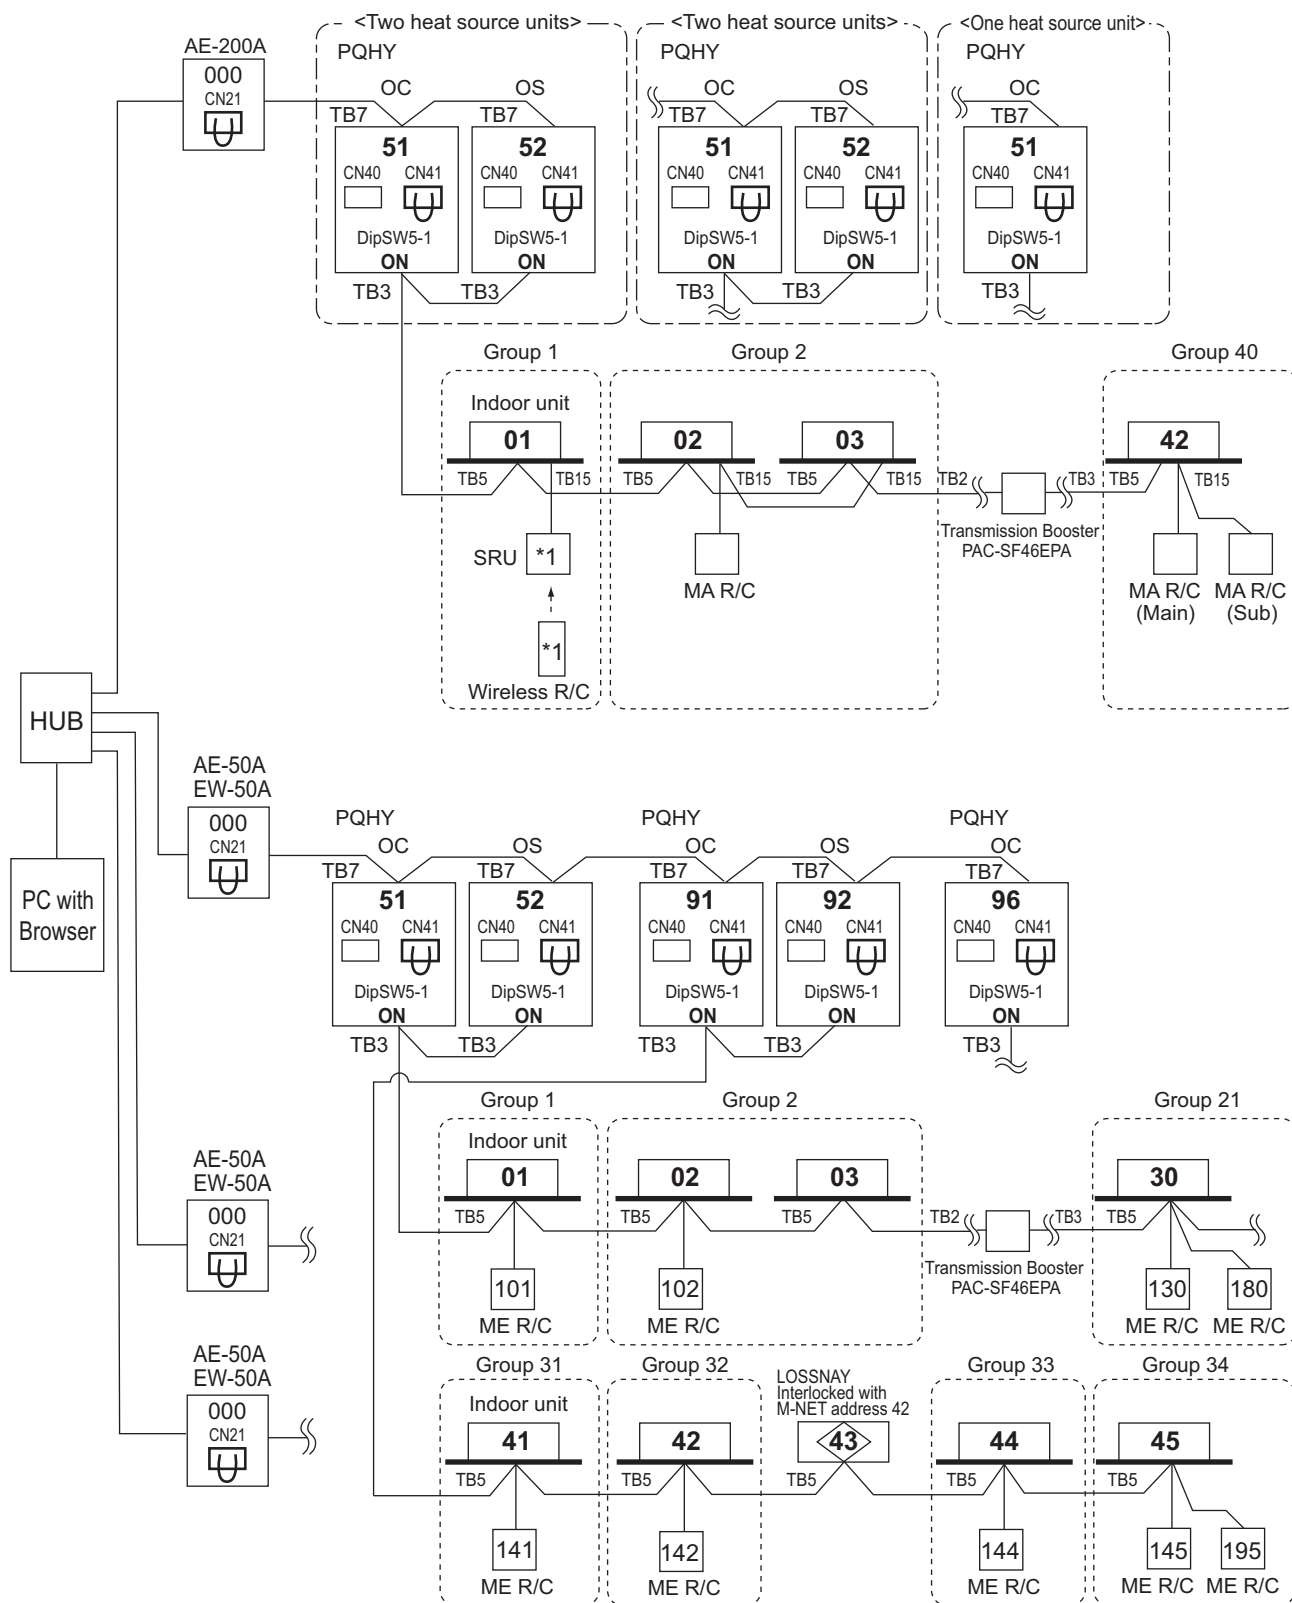 <Two heat source units>
<Two heat source units>
<One heat source unit>
AE-200A
000
CN21
PQHY
OC
OS
TB7
TB7
51
52
CN40
CN41
CN40
CN41
DipSW5-1
DipSW5-1
ON
ON
TB3
TB3
PQHY
OC
OS
TB7
TB7
51
52
CN40
CN41
CN40
CN41
DipSW5-1
DipSW5-1
ON
ON
TB3
TB3
PQHY
OC
TB7
51
CN40
CN41
DipSW5-1
ON
TB3
Group 1
Indoor unit
01
TB5
TB15
SRU
*1
*1
Wireless R/C
Group 2
02
03
TB5
TB15
TB5
TB15
MA R/C
TB2
TB3
Transmission Booster
PAC-SF46EPA
Group 40
42
TB5
TB15
MA R/C
(Main)
MA R/C
(Sub)
HUB
PC with
Browser
AE-50A
EW-50A
000
CN21
PQHY
OC
OS
TB7
TB7
51
52
CN40
CN41
CN40
CN41
DipSW5-1
DipSW5-1
ON
ON
TB3
TB3
PQHY
OC
OS
TB7
TB7
91
92
CN40
CN41
CN40
CN41
DipSW5-1
DipSW5-1
ON
ON
TB3
TB3
PQHY
OC
TB7
96
CN40
CN41
DipSW5-1
ON
TB3
Group 1
Indoor unit
01
TB5
101
ME R/C
Group 2
02
03
TB5
TB5
102
ME R/C
TB2
TB3
Transmission Booster
PAC-SF46EPA
Group 21
30
TB5
130
180
ME R/C
ME R/C
AE-50A
EW-50A
000
CN21
AE-50A
EW-50A
000
CN21
Group 31
Indoor unit
41
TB5
141
ME R/C
Group 32
42
TB5
142
ME R/C
LOSSNAY
Interlocked with
M-NET address 42
43
TB5
Group 33
44
TB5
144
ME R/C
Group 34
45
TB5
145
195
ME R/C
ME R/C